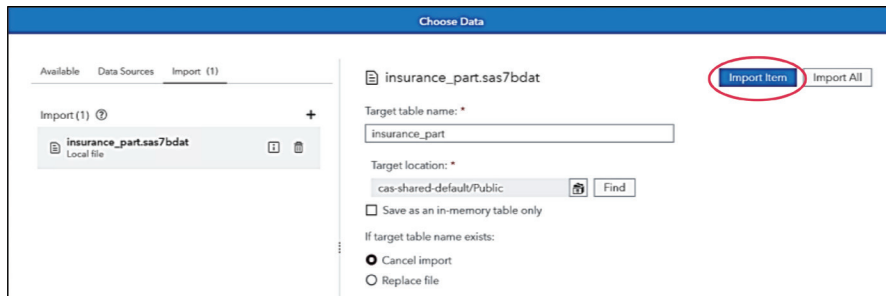 Choose Data
Available Data Sources Import (1)
Import (1)
insurance_part.sas7bdat
Local file
insurance_part.sas7bdat
Import Item Import All
Target table name: *
insurance_part
Target location: *
cas-shared-default/Public Find
Save as an in-memory table only
If target table name exists:
Cancel import
Replace file